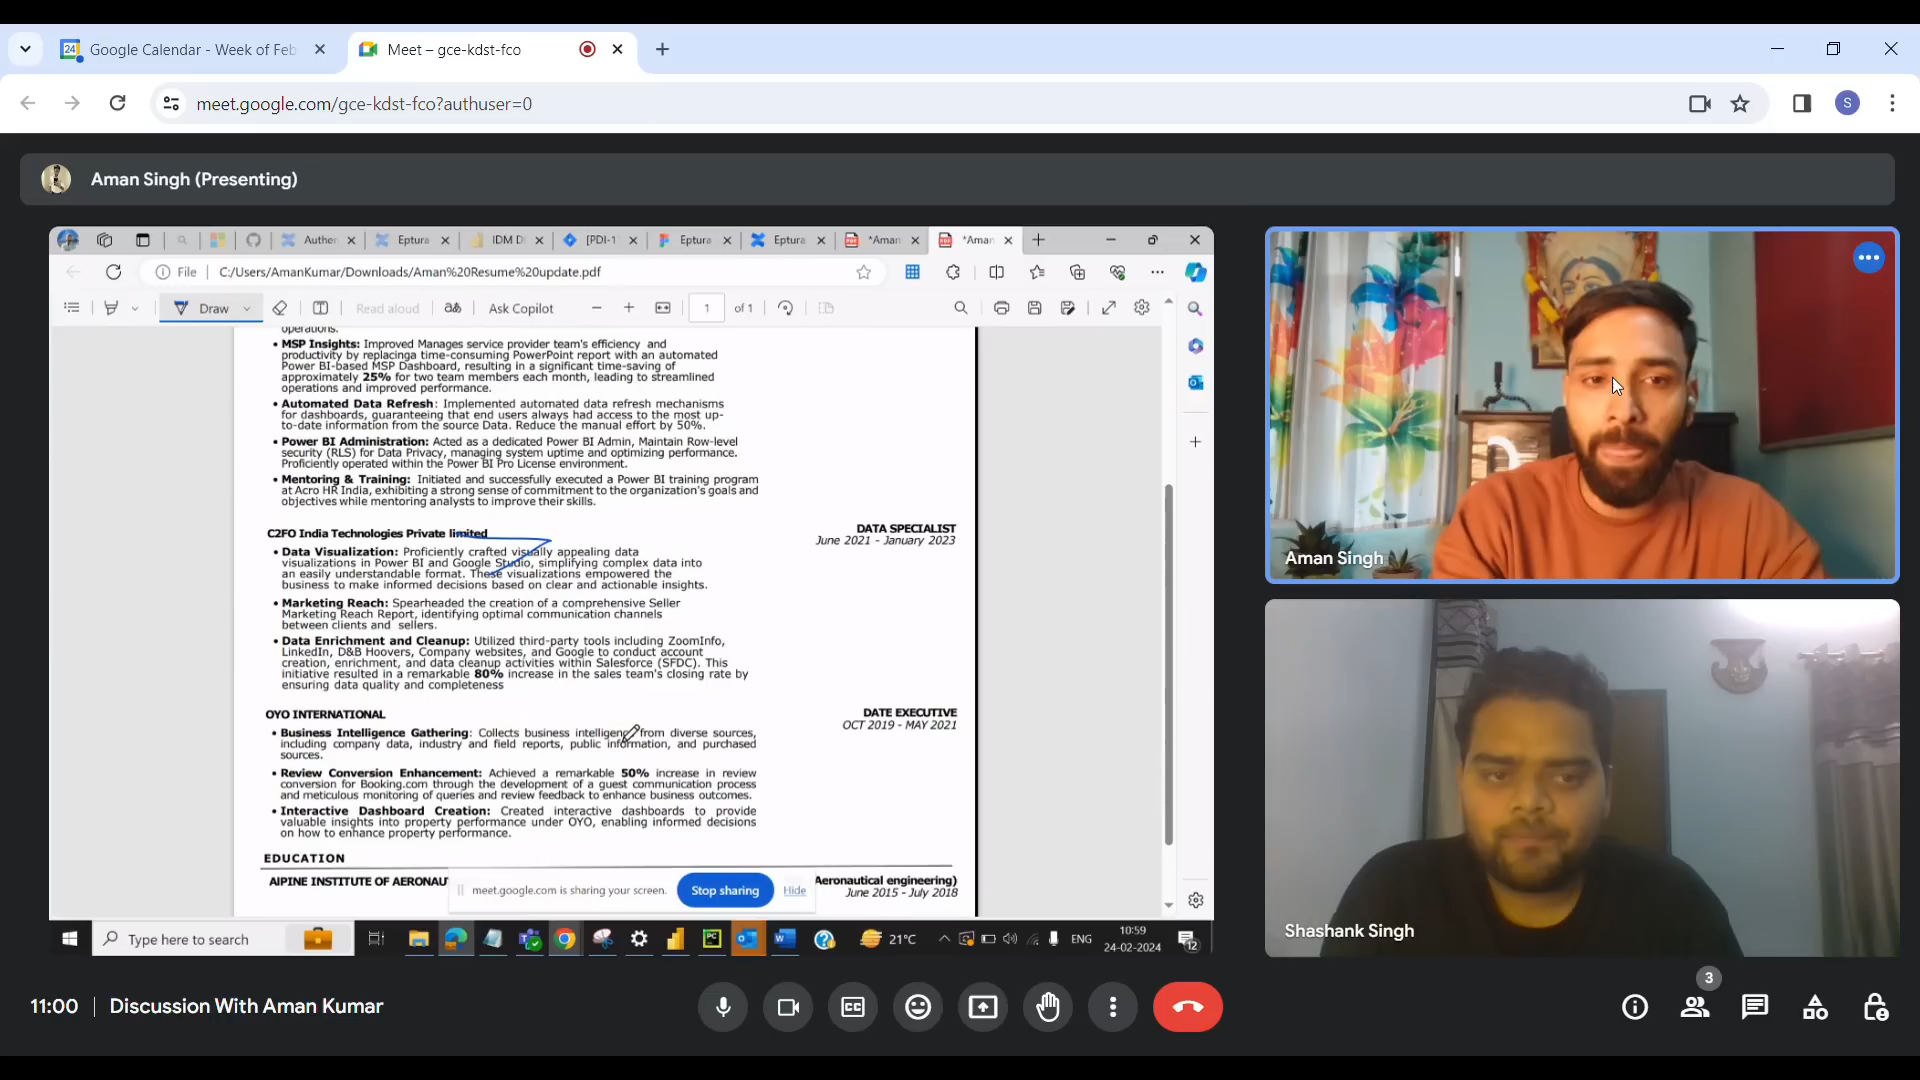 Google Calendar - Week of Feb
Meet – gce-kdst-fco
meet.google.com/gce-kdst-fco?authuser=0
S
Aman Singh (Presenting)
Authen
Eptura
IDM D
[PDI-1
Eptura
Eptura
*Aman
*Aman
File
C:/Users/AmanKumar/Downloads/Aman%20Resume%20update.pdf
Draw
Read aloud
Ask Copilot
1
of 1
operations.
• MSP Insights: Improved Manages service provider team's efficiency and
productivity by replacinga time-consuming PowerPoint report with an automated
Power BI-based MSP Dashboard, resulting in a significant time-saving of
approximately 25% for two team members each month, leading to streamlined
operations and improved performance.
• Automated Data Refresh: Implemented automated data refresh mechanisms
for dashboards, guaranteeing that end users always had access to the most up-
to-date information from the source Data. Reduce the manual effort by 50%.
• Power BI Administration: Acted as a dedicated Power BI Admin, Maintain Row-level
security (RLS) for Data Privacy, managing system uptime and optimizing performance.
Proficiently operated within the Power BI Pro License environment.
• Mentoring & Training: Initiated and successfully executed a Power BI training program
at Acro HR India, exhibiting a strong sense of commitment to the organization's goals and
objectives while mentoring analysts to improve their skills.
C2FO India Technologies Private limited
DATA SPECIALIST
June 2021 - January 2023
• Data Visualization: Proficiently crafted visually appealing data
visualizations in Power BI and Google Studio, simplifying complex data into
an easily understandable format. These visualizations empowered the
business to make informed decisions based on clear and actionable insights.
• Marketing Reach: Spearheaded the creation of a comprehensive Seller
Marketing Reach Report, identifying optimal communication channels
between clients and sellers.
• Data Enrichment and Cleanup: Utilized third-party tools including ZoomInfo,
LinkedIn, D&B Hoovers, Company websites, and Google to conduct account
creation, enrichment, and data cleanup activities within Salesforce (SFDC). This
initiative resulted in a remarkable 80% increase in the sales team's closing rate by
ensuring data quality and completeness
OYO INTERNATIONAL
DATE EXECUTIVE
OCT 2019 - MAY 2021
• Business Intelligence Gathering: Collects business intelligence from diverse sources,
including company data, industry and field reports, public information, and purchased
sources.
• Review Conversion Enhancement: Achieved a remarkable 50% increase in review
conversion for Booking.com through the development of a guest communication process
and meticulous monitoring of queries and review feedback to enhance business outcomes.
• Interactive Dashboard Creation: Created interactive dashboards to provide
valuable insights into property performance under OYO, enabling informed decisions
on how to enhance property performance.
EDUCATION
AIPINE INSTITUTE OF AERONAU
Aeronautical engineering)
June 2015 - July 2018
meet.google.com is sharing your screen.
Stop sharing
Hide
Type here to search
21°C
ENG
10:59
24-02-2024
12
Aman Singh
Shashank Singh
11:00
Discussion With Aman Kumar
3